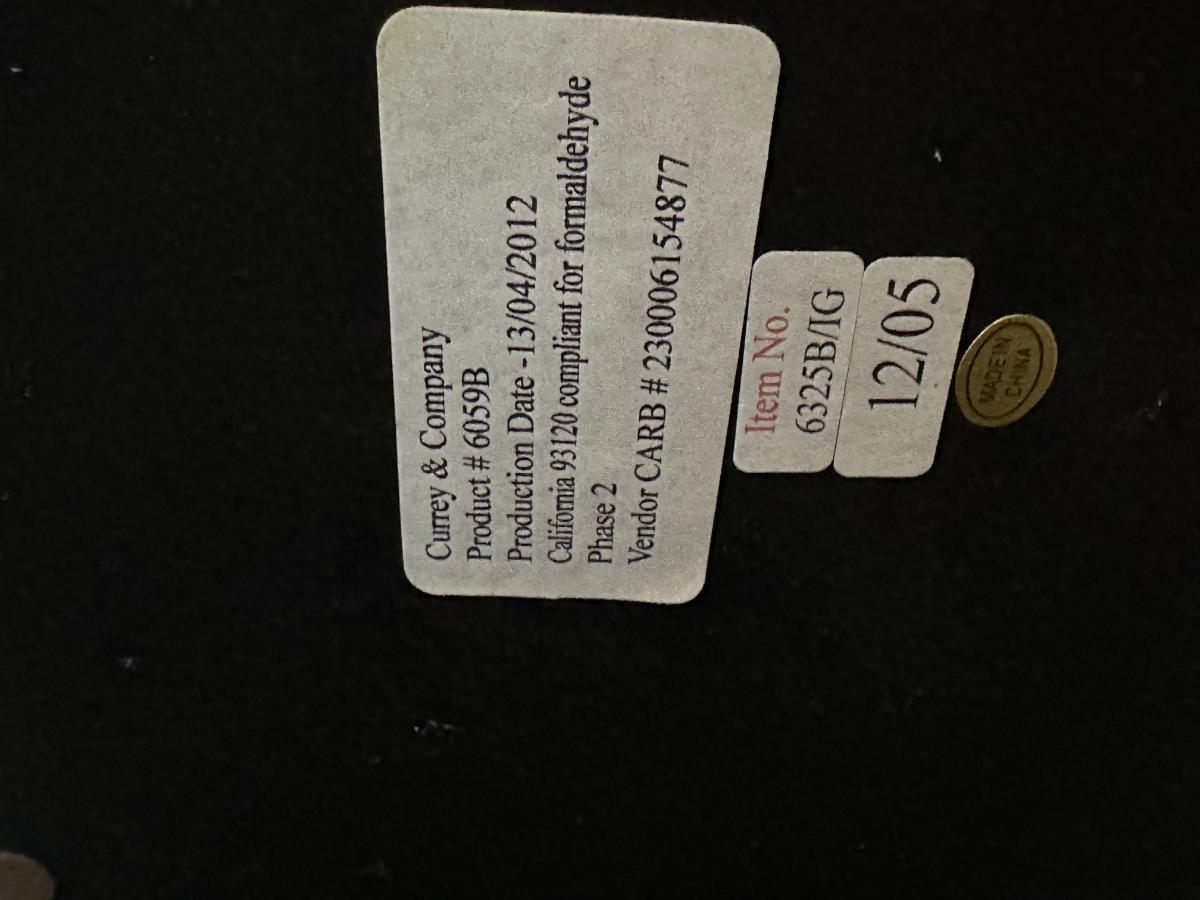 Currey & Company
Product # 6059B
Production Date -13/04/2012
California 93120 compliant for formaldehyde
Phase 2
Vendor CARB # 230006154877
Item No.
6325B/IG
12/05
MADE IN
CHINA